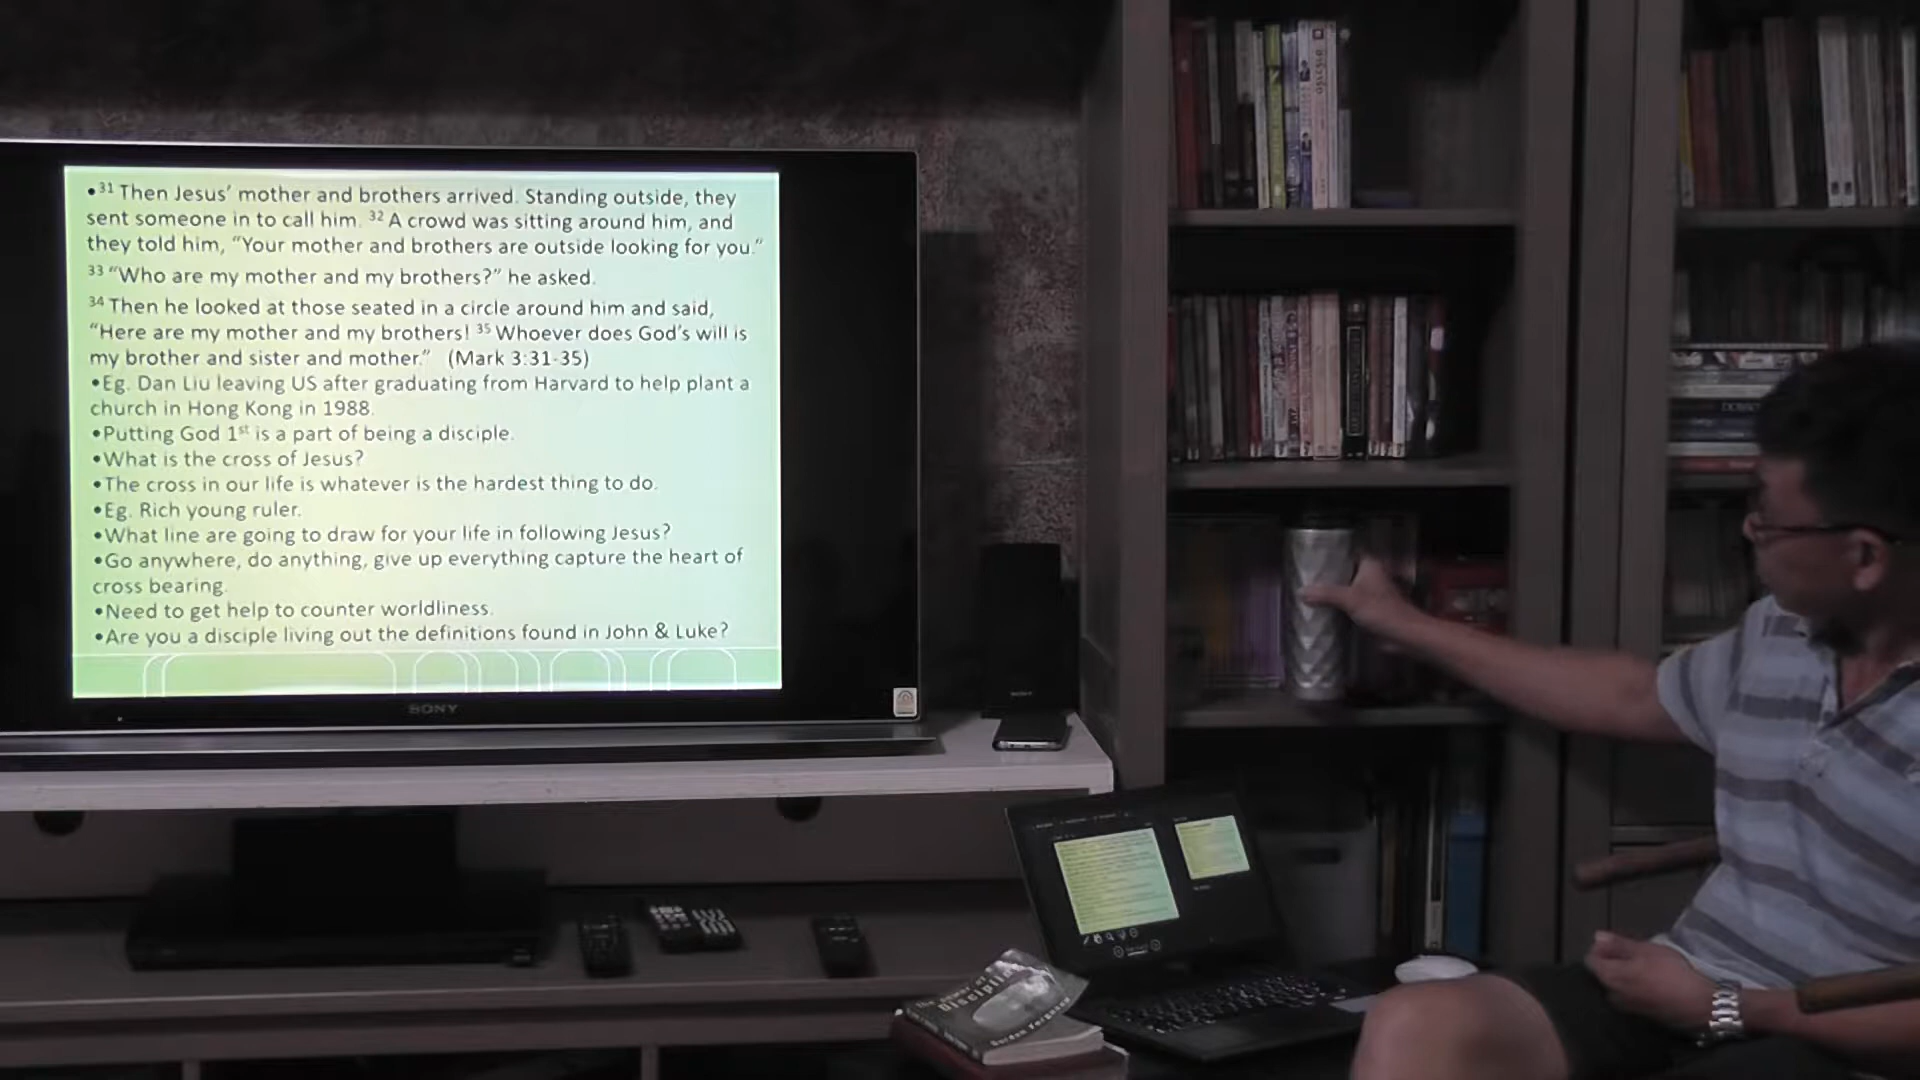 •31 Then Jesus’ mother and brothers arrived. Standing outside, they
sent someone in to call him. 32 A crowd was sitting around him, and
they told him, “Your mother and brothers are outside looking for you.”
33 “Who are my mother and my brothers?” he asked.
34 Then he looked at those seated in a circle around him and said,
“Here are my mother and my brothers! 35 Whoever does God’s will is
my brother and sister and mother.” (Mark 3:31-35)
•Eg. Dan Liu leaving US after graduating from Harvard to help plant a
church in Hong Kong in 1988.
•Putting God 1st is a part of being a disciple.
•What is the cross of Jesus?
•The cross in our life is whatever is the hardest thing to do.
•Eg. Rich young ruler.
•What line are going to draw for your life in following Jesus?
•Go anywhere, do anything, give up everything capture the heart of
cross bearing.
•Need to get help to counter worldliness.
•Are you a disciple living out the definitions found in John & Luke?
SONY
Gordon Ferguson